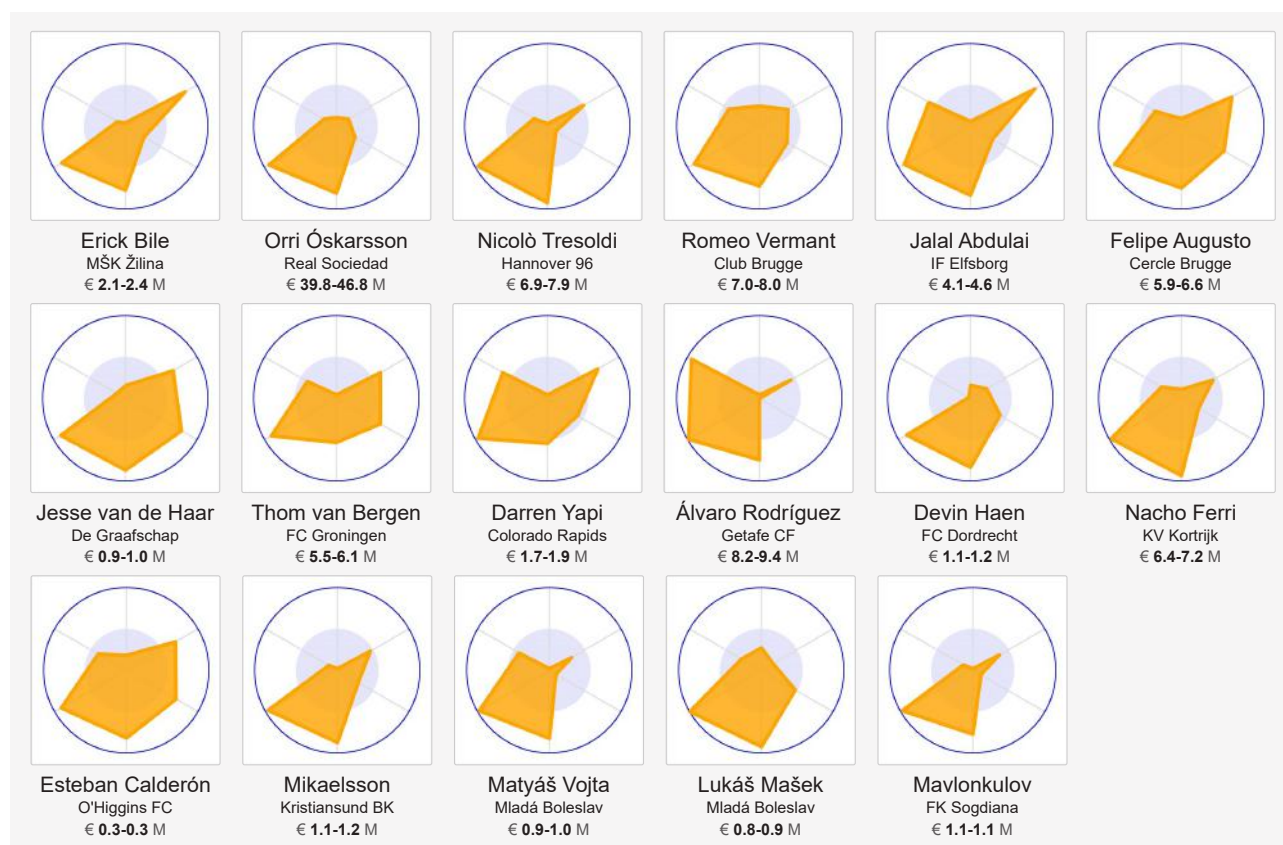 Erick Bile
MŠK Žilina
€ 2.1-2.4 M
Orri Óskarsson
Real Sociedad
€ 39.8-46.8 M
Nicolò Tresoldi
Hannover 96
€ 6.9-7.9 M
Romeo Vermant
Club Brugge
€ 7.0-8.0 M
Jalal Abdulai
IF Elfsborg
€ 4.1-4.6 M
Felipe Augusto
Cercle Brugge
€ 5.9-6.6 M
Jesse van de Haar
De Graafschap
€ 0.9-1.0 M
Thom van Bergen
FC Groningen
€ 5.5-6.1 M
Darren Yapi
Colorado Rapids
€ 1.7-1.9 M
Álvaro Rodríguez
Getafe CF
€ 8.2-9.4 M
Devin Haen
FC Dordrecht
€ 1.1-1.2 M
Nacho Ferri
KV Kortrijk
€ 6.4-7.2 M
Esteban Calderón
O'Higgins FC
€ 0.3-0.3 M
Mikaelsson
Kristiansund BK
€ 1.1-1.2 M
Matyáš Vojta
Mladá Boleslav
€ 0.9-1.0 M
Lukáš Mašek
Mladá Boleslav
€ 0.8-0.9 M
Mavlonkulov
FK Sogdiana
€ 1.1-1.1 M